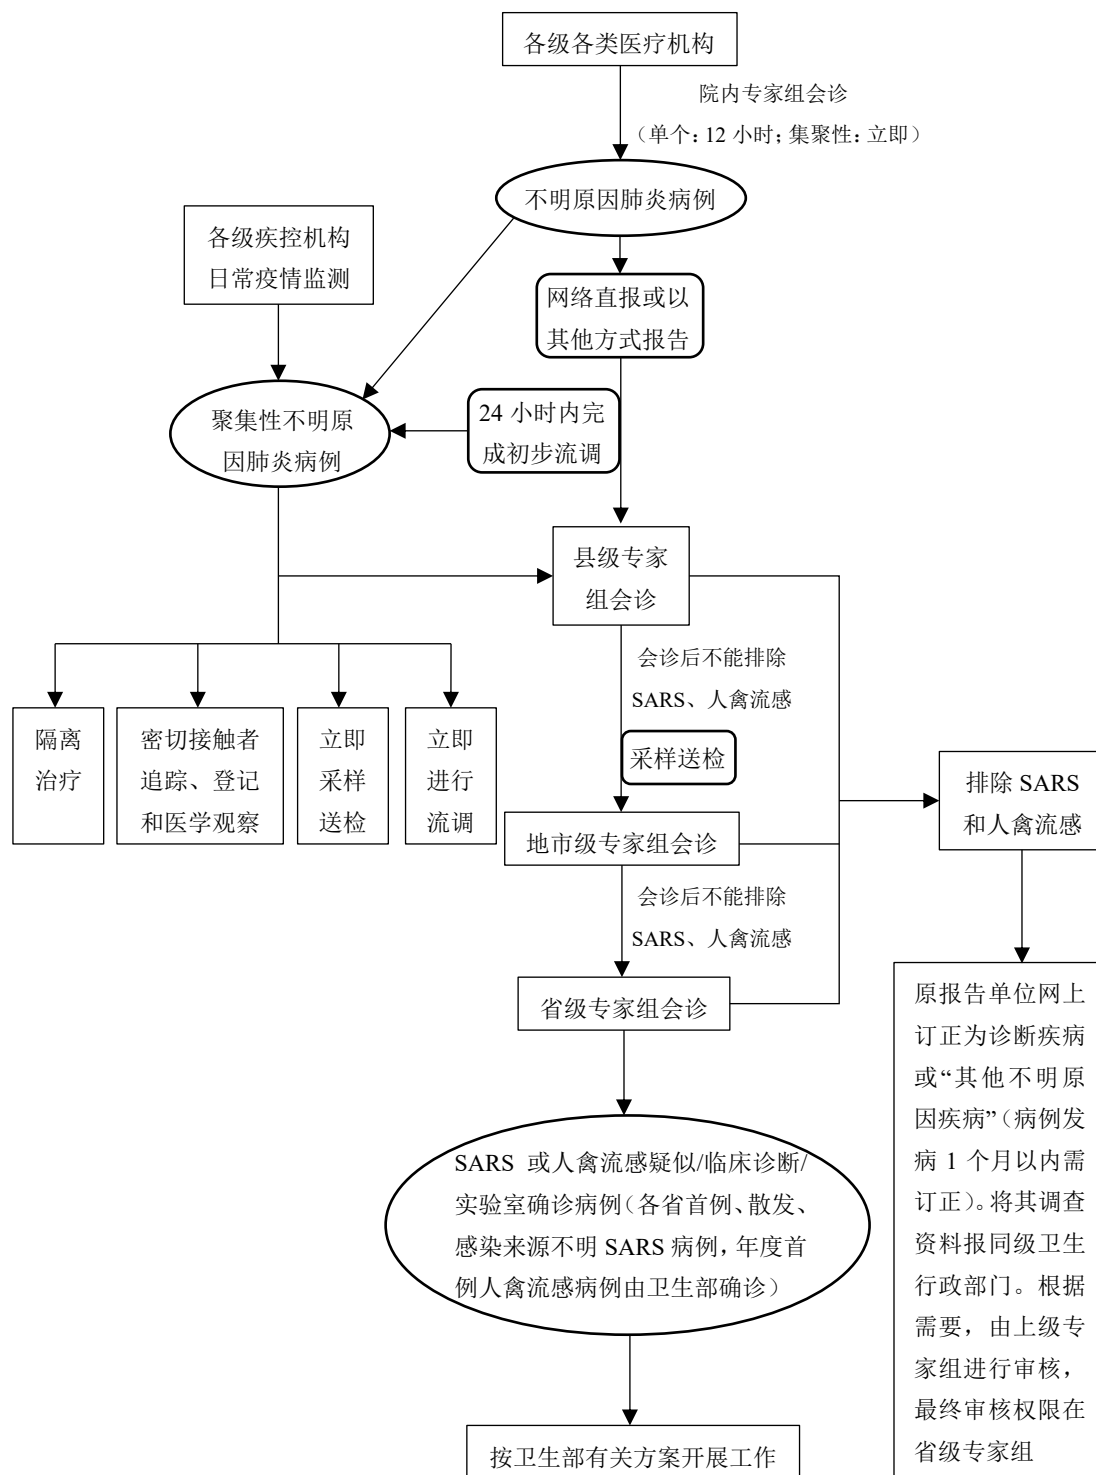 各级各类医疗机构
院内专家组会诊
（单个：12 小时；集聚性：立即）
不明原因肺炎病例
各级疾控机构
日常疫情监测
网络直报或以
其他方式报告
聚集性不明原
因肺炎病例
24 小时内完
成初步流调
县级专家
组会诊
会诊后不能排除
SARS、人禽流感
隔离
治疗
密切接触者
追踪、登记
和医学观察
立即
采样
送检
立即
进行
流调
采样送检
排除 SARS
和人禽流感
地市级专家组会诊
会诊后不能排除
SARS、人禽流感
省级专家组会诊
原报告单位网上
订正为诊断疾病
或“其他不明原
因疾病”（病例发
病 1 个月以内需
订正）。将其调查
资料报同级卫生
行政部门。根据
需要，由上级专
家组进行审核，
最终审核权限在
省级专家组
SARS 或人禽流感疑似/临床诊断/
实验室确诊病例（各省首例、散发、
感染来源不明 SARS 病例，年度首
例人禽流感病例由卫生部确诊）
按卫生部有关方案开展工作